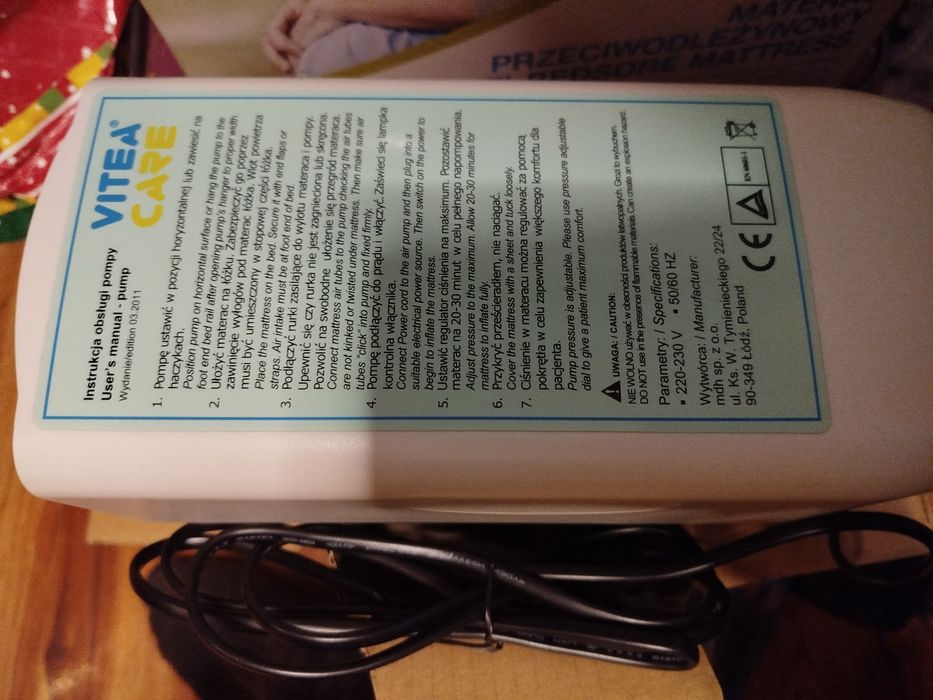 MATERAC
PRZECIWODLEŻYNOWY
BEDSORE MATTRESS
VITEA®
CARE
Instrukcja obsługi pompy
User's manual - pump
Wydanie/edition 03.2011
1. Pompę ustawić w pozycji horyzontalnej lub zawiesić na
haczykach.
Position pump on horizontal surface or hang the pump to the
foot end bed rail after opening pump's hanger to proper width.
2. Ułożyć materac na łóżku. Zabezpieczyć go poprzez
zawinięcie wyłogów pod materac łóżka. Wlot powietrza
musi być umieszczony w stopowej części łóżka.
Place the mattress on the bed. Secure it with end flaps or
straps. Air intake must be at foot end of bed.
3. Podłączyć rurki zasilające do wylotu materaca i pompy.
Upewnić się czy rurka nie jest zagnieciona lub skręcona.
Pozwolić na swobodne ułożenie się przegród materaca.
Connect mattress air tubes to the pump checking the air tubes
are not kinked or twisted under mattress. Then make sure air
tubes "click" into pump and fixed firmly.
4. Pompę podłączyć do prądu i włączyć. Zaświeci się lampka
kontrolna włącznika.
Connect Power cord to the air pump and then plug into a
suitable electrical power source. Then switch on the power to
begin to inflate the mattress.
5. Ustawić regulator ciśnienia na maksimum. Pozostawić
materac na 20-30 minut w celu pełnego napompowania.
Adjust pressure to the maximum. Allow 20-30 minutes for
mattress to inflate fully.
6. Przykryć prześcieradłem, nie naciągać.
Cover the mattress with a sheet and tuck loosely.
7. Ciśnienie w materacu można regulować za pomocą
pokrętła w celu zapewnienia większego komfortu dla
pacjenta.
Pump pressure is adjustable. Please use pressure adjustable
dial to give a patient maximum comfort.
UWAGA: / CAUTION:
NIE WOLNO używać w obecności produktów łatwopalnych. Grozi to wybuchem.
DO NOT use in the presence of flammable materials. Can create an explosion hazard.
Parametry: / Specifications:
▪ 220-230 V ▪ 50/60 HZ
Wytwórca: / Manufacturer:
mdh sp. z o.o.
ul. Ks. W. Tymienieckiego 22/24
90-349 Łódź, Poland
CE